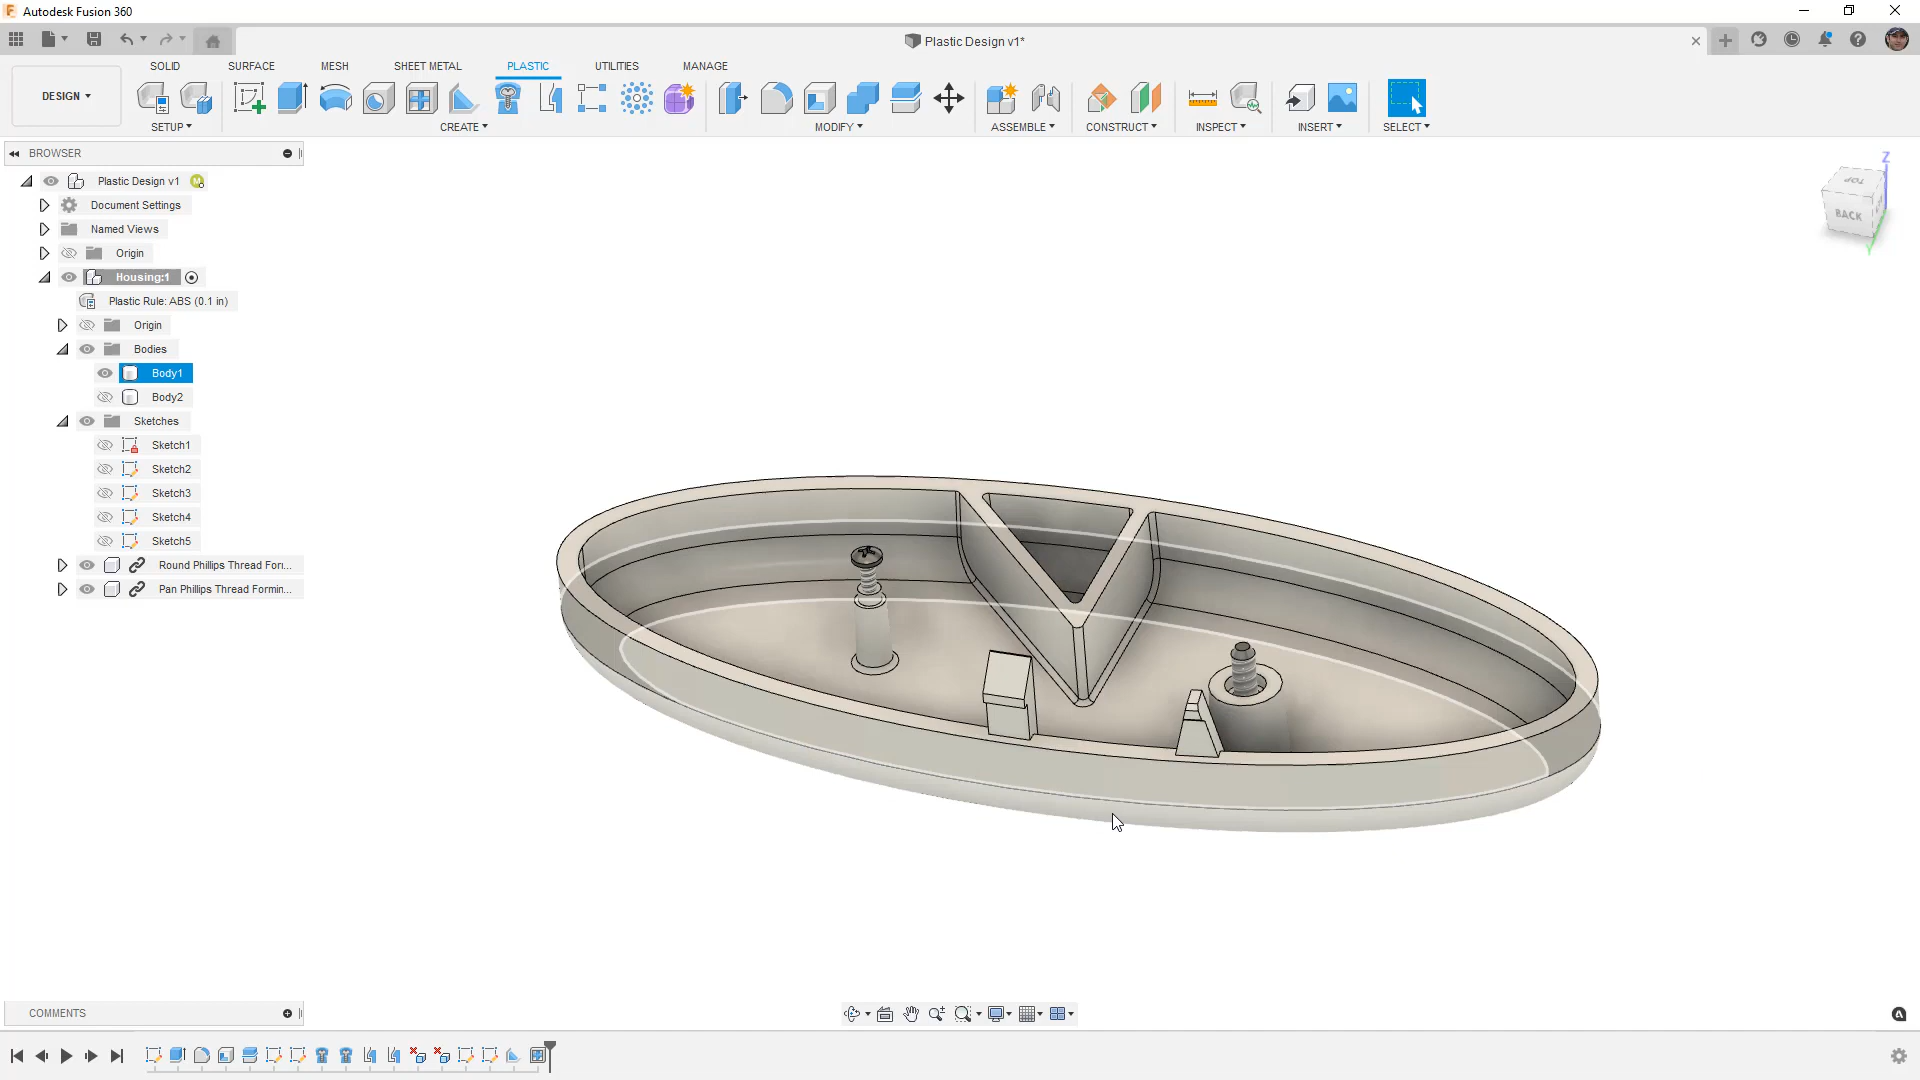 Autodesk Fusion 360
Plastic Design v1*
SOLID SURFACE MESH SHEET METAL PLASTIC UTILITIES MANAGE
DESIGN
SETUP CREATE MODIFY ASSEMBLE CONSTRUCT INSPECT INSERT SELECT
BROWSER
Plastic Design v1
Document Settings
Named Views
Origin
Housing:1
Plastic Rule: ABS (0.1 in)
Origin
Bodies
Body1
Body2
Sketches
Sketch1
Sketch2
Sketch3
Sketch4
Sketch5
Round Phillips Thread For...
Pan Phillips Thread Formin...
Z
TOP
BACK
Y
COMMENTS